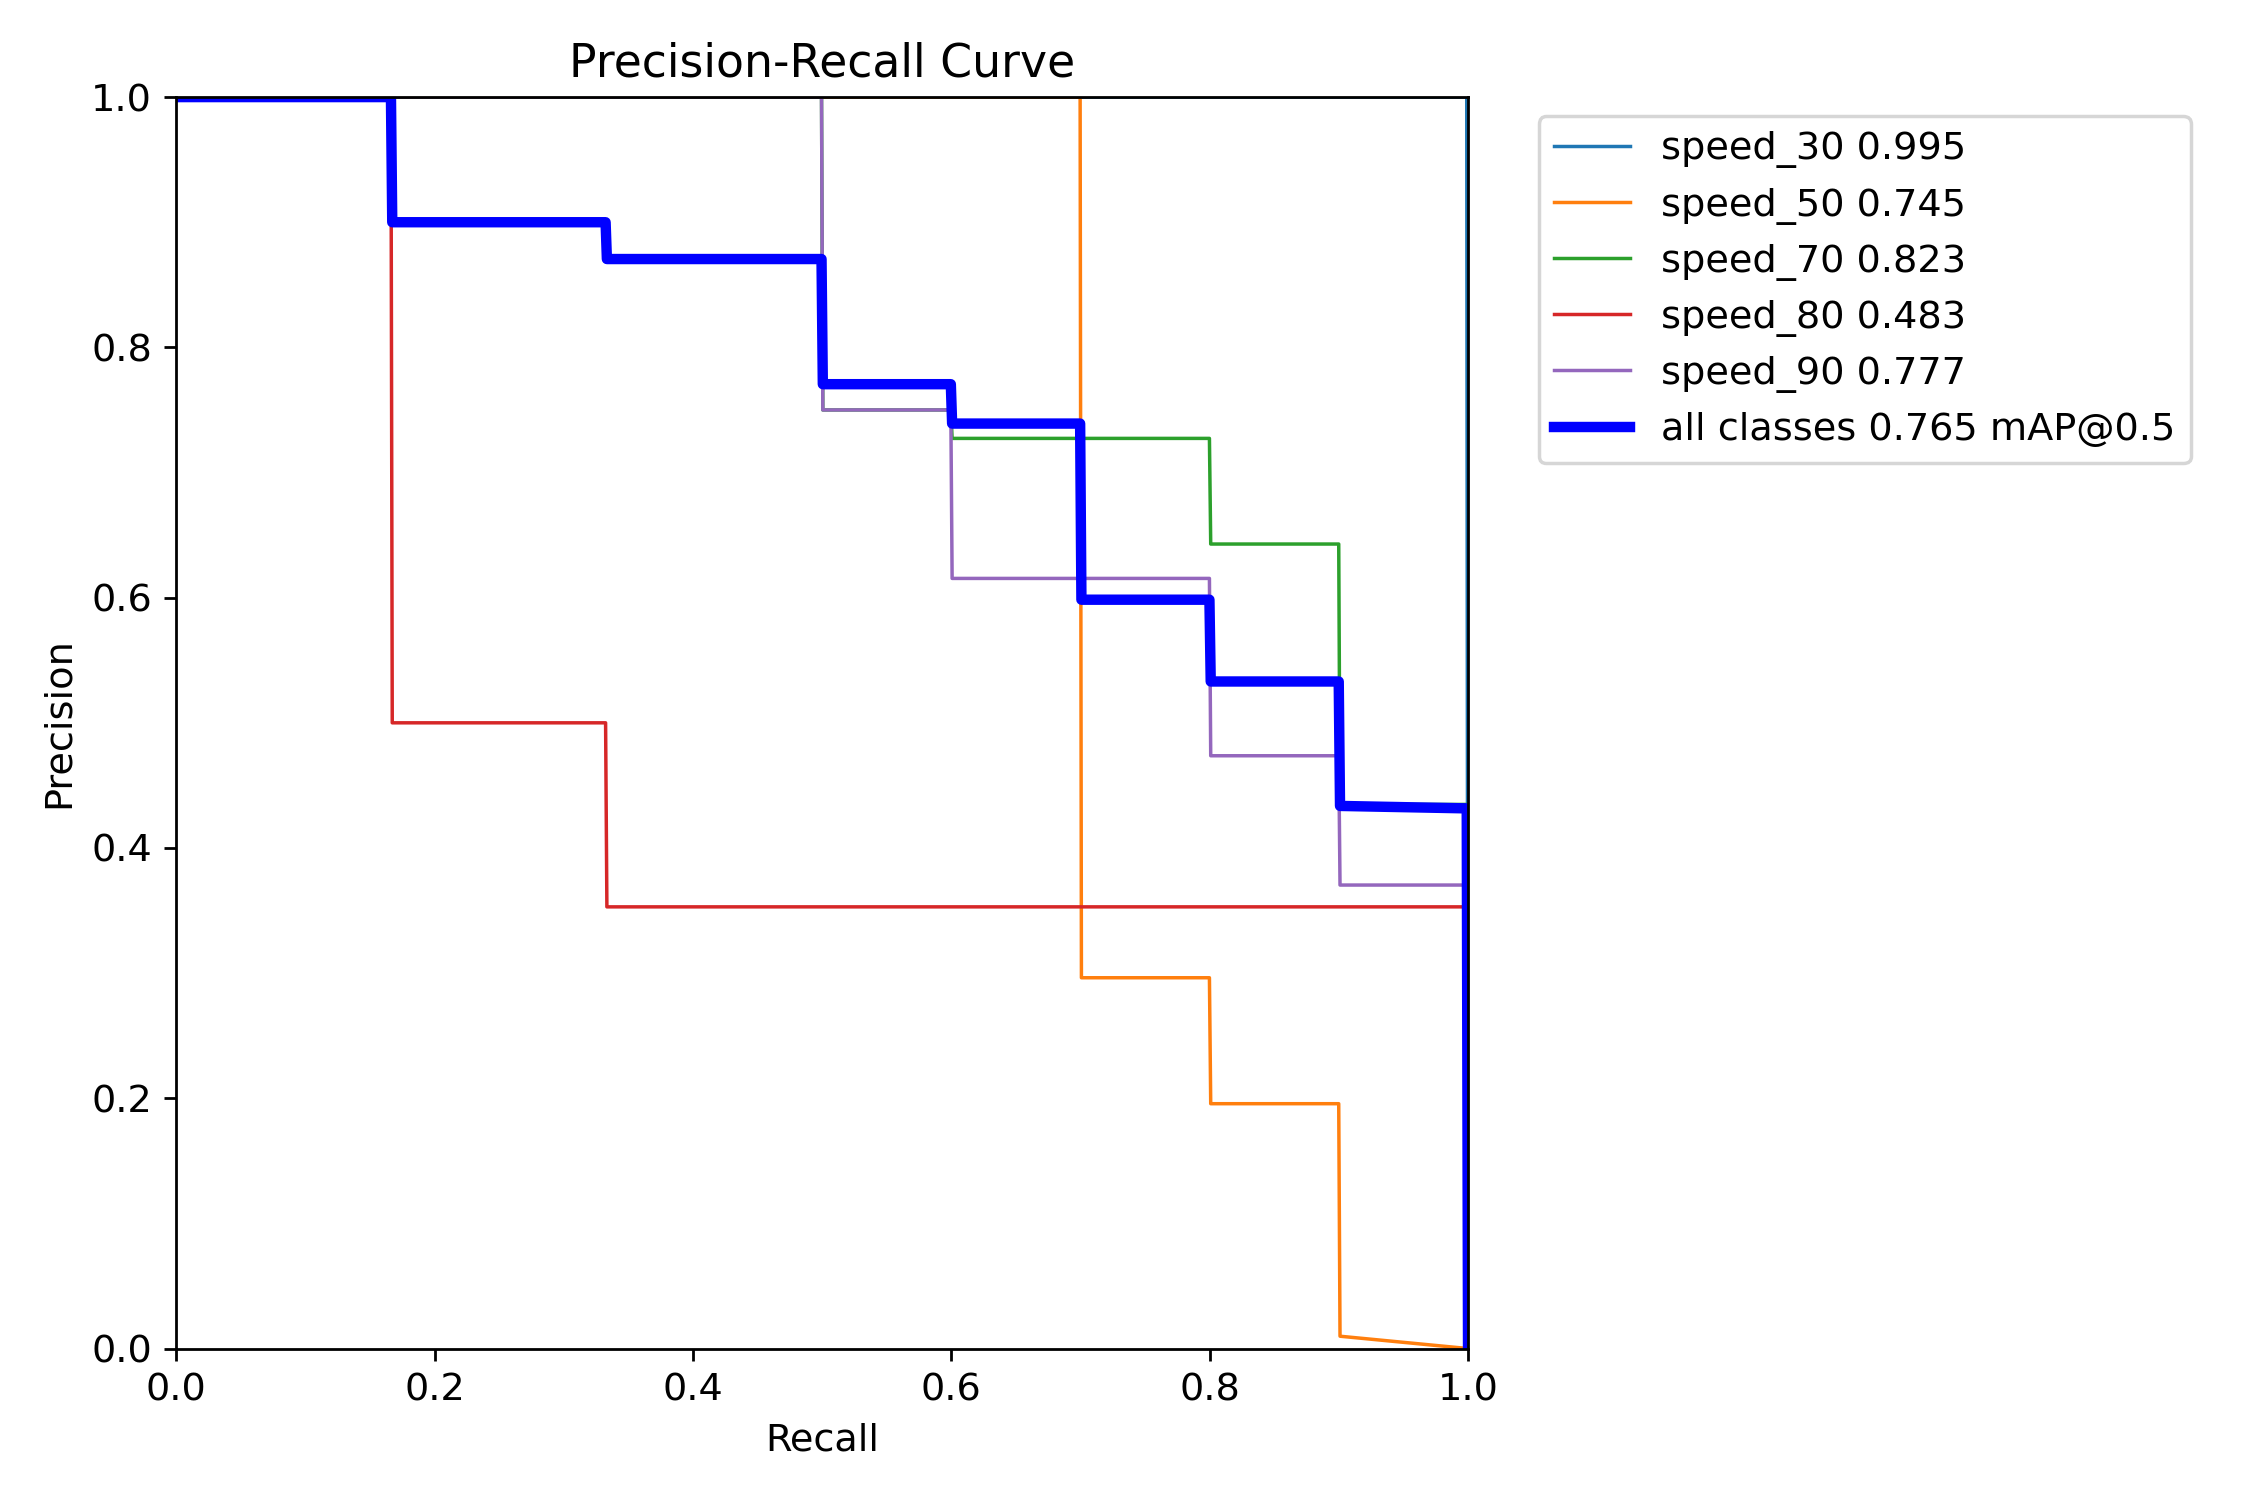 Precision-Recall Curve
1.0
0.8
0.6
0.4
0.2
0.0
Precision
0.0 0.2 0.4 0.6 0.8 1.0
Recall
speed_30 0.995
speed_50 0.745
speed_70 0.823
speed_80 0.483
speed_90 0.777
all classes 0.765 mAP@0.5